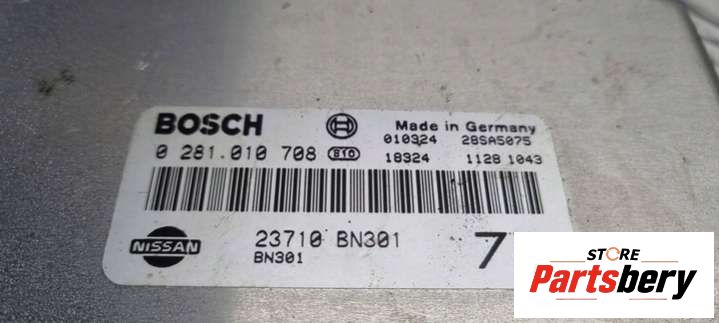 BOSCH
Made in Germany
010324 28SA5075
0 281.010 708 610 18324 1128 1043
NISSAN
23710 BN301
BN301
7
STORE
Partsbery